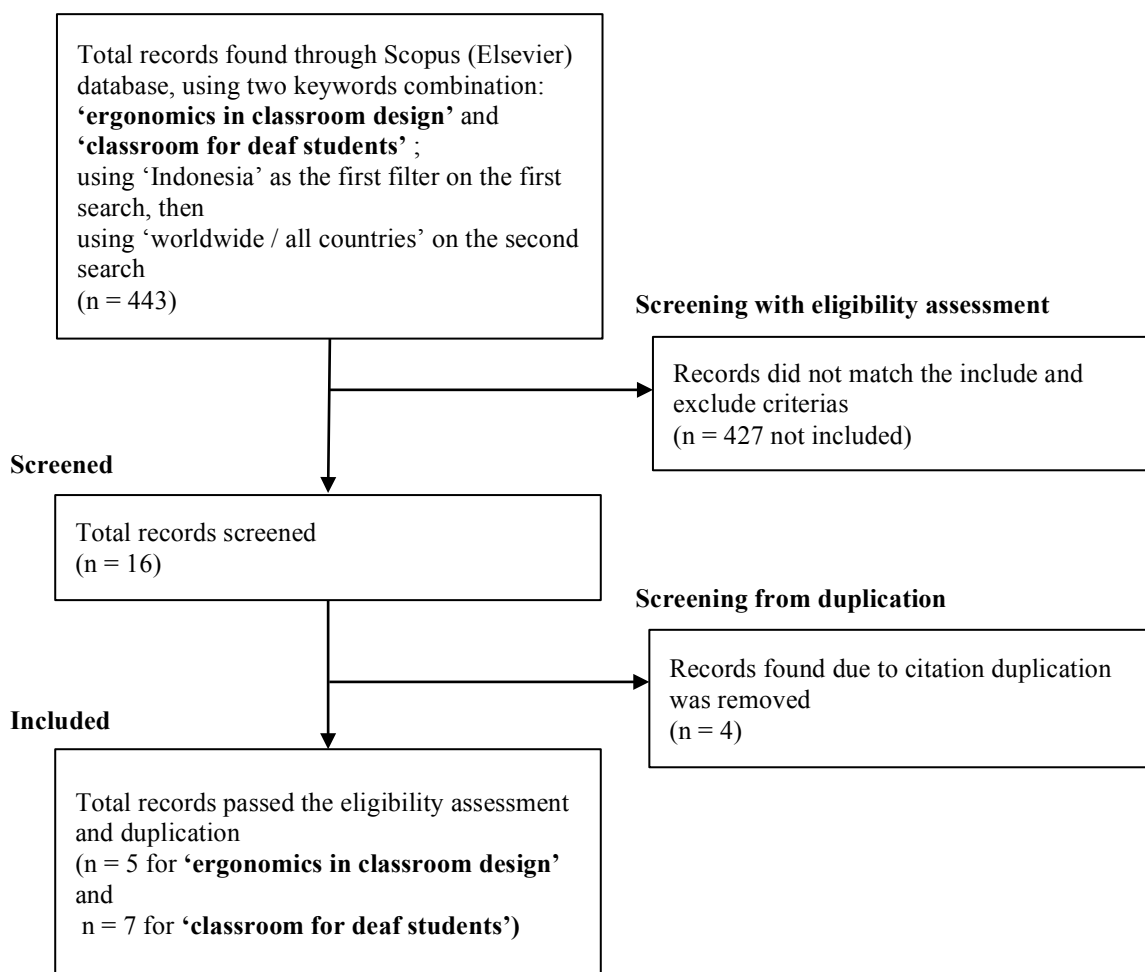 Total records found through Scopus (Elsevier)
database, using two keywords combination:
‘ergonomics in classroom design’ and
‘classroom for deaf students’ ;
using ‘Indonesia’ as the first filter on the first
search, then
using ‘worldwide / all countries’ on the second
search
(n = 443)
Screening with eligibility assessment
Records did not match the include and
exclude criterias
(n = 427 not included)
Screened
Total records screened
(n = 16)
Screening from duplication
Records found due to citation duplication
was removed
(n = 4)
Included
Total records passed the eligibility assessment
and duplication
(n = 5 for ‘ergonomics in classroom design’
and
n = 7 for ‘classroom for deaf students’)